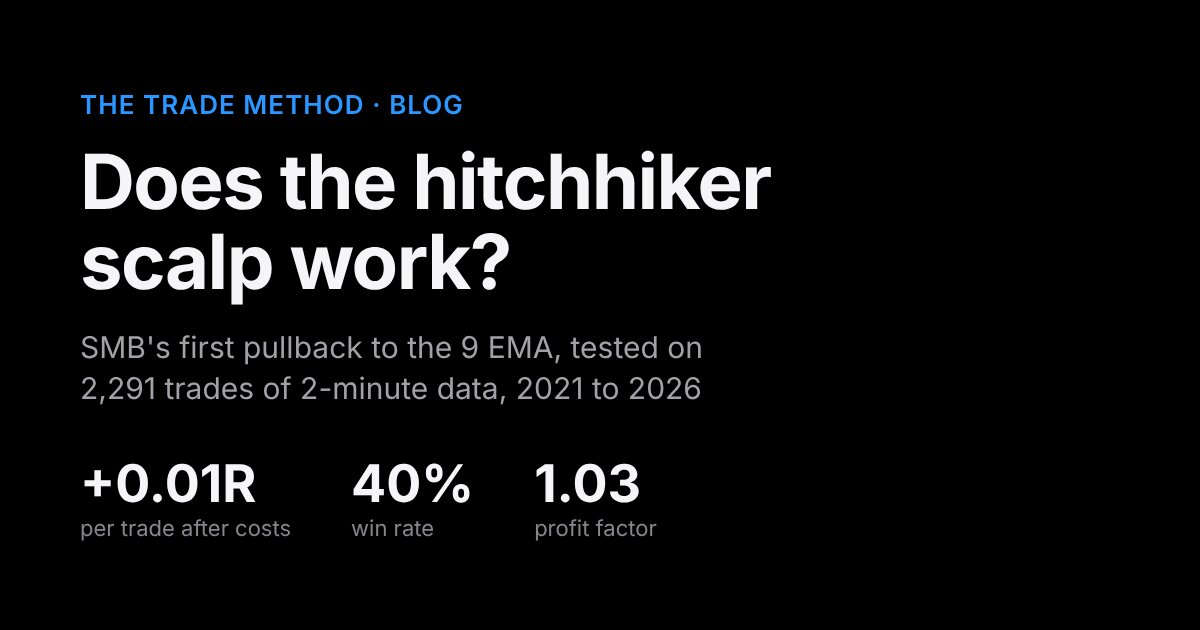 THE TRADE METHOD · BLOG
Does the hitchhiker
scalp work?
SMB's first pullback to the 9 EMA, tested on
2,291 trades of 2-minute data, 2021 to 2026
+0.01R 40% 1.03
per trade after costs win rate profit factor